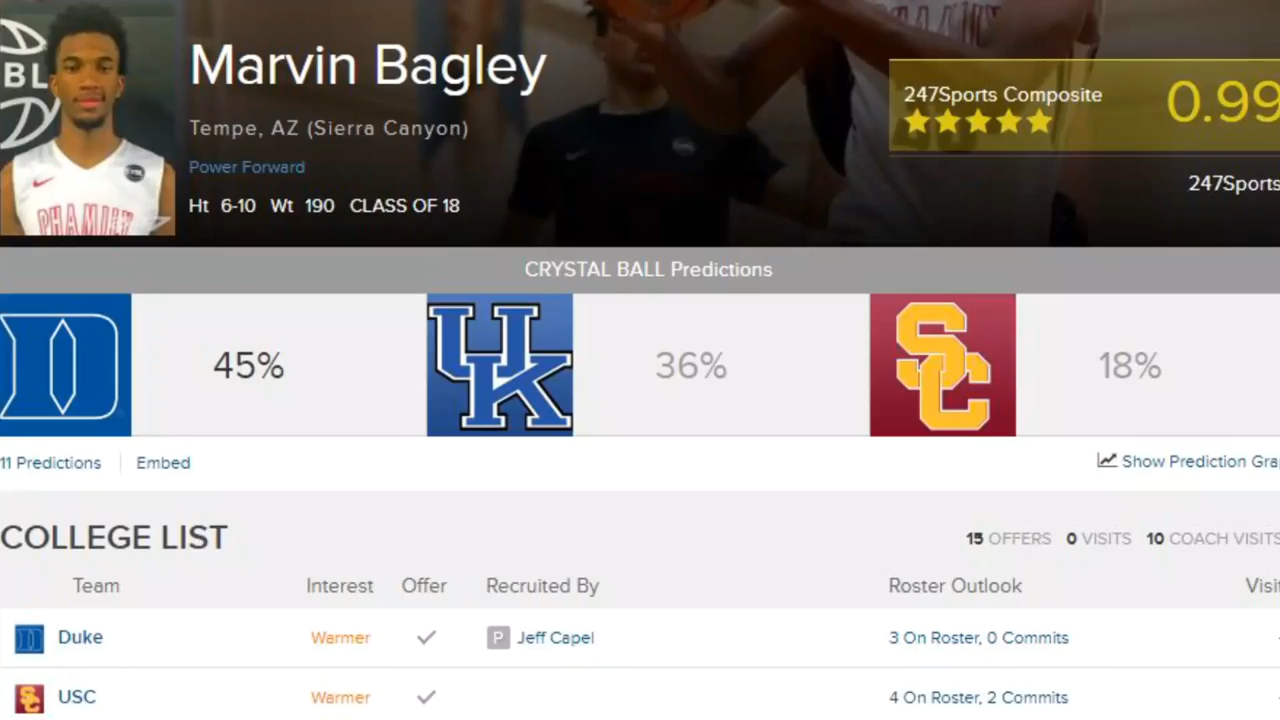 BL
PHAMILY
Marvin Bagley
Tempe, AZ (Sierra Canyon)
Power Forward
Ht 6-10 Wt 190 CLASS OF 18
247Sports Composite
0.99
247Sports
CRYSTAL BALL Predictions
D 45% UK 36% SC 18%
11 Predictions Embed Show Prediction Gra
COLLEGE LIST
15 OFFERS 0 VISITS 10 COACH VISITS
Team Interest Offer Recruited By Roster Outlook Visi
D Duke Warmer P Jeff Capel 3 On Roster, 0 Commits
SC USC Warmer 4 On Roster, 2 Commits